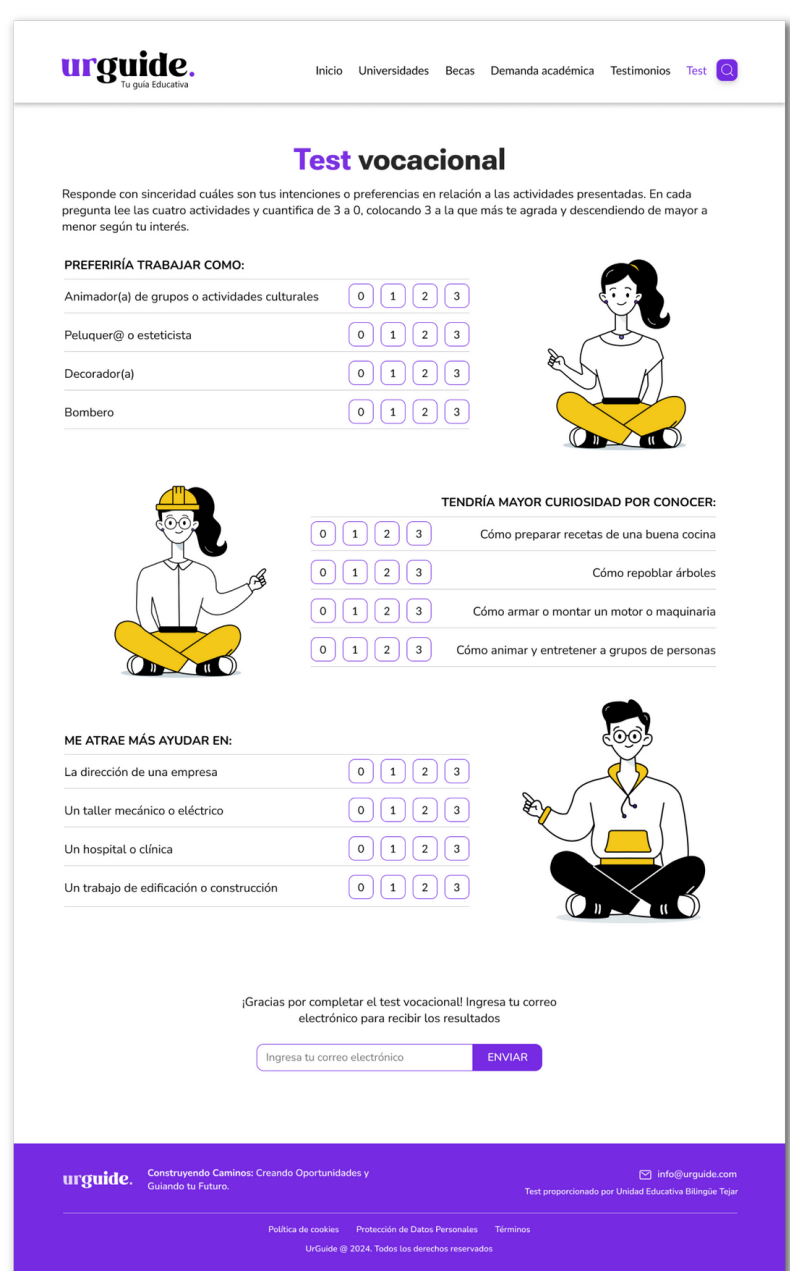 urguide.
Tu guía Educativa
Inicio Universidades Becas Demanda académica Testimonios Test
Test vocacional
Responde con sinceridad cuáles son tus intenciones o preferencias en relación a las actividades presentadas. En cada
pregunta lee las cuatro actividades y cuantifica de 3 a 0, colocando 3 a la que más te agrada y descendiendo de mayor a
menor según tu interés.
PREFERIRÍA TRABAJAR COMO:
Animador(a) de grupos o actividades culturales 0 1 2 3
Peluquer@ o esteticista 0 1 2 3
Decorador(a) 0 1 2 3
Bombero 0 1 2 3
TENDRÍA MAYOR CURIOSIDAD POR CONOCER:
0 1 2 3 Cómo preparar recetas de una buena cocina
0 1 2 3 Cómo repoblar árboles
0 1 2 3 Cómo armar o montar un motor o maquinaria
0 1 2 3 Cómo animar y entretener a grupos de personas
ME ATRAE MÁS AYUDAR EN:
La dirección de una empresa 0 1 2 3
Un taller mecánico o eléctrico 0 1 2 3
Un hospital o clínica 0 1 2 3
Un trabajo de edificación o construcción 0 1 2 3
¡Gracias por completar el test vocacional! Ingresa tu correo
electrónico para recibir los resultados
Ingresa tu correo electrónico ENVIAR
urguide.
Construyendo Caminos: Creando Oportunidades y
Guiando tu Futuro.
info@urguide.com
Test proporcionado por Unidad Educativa Bilingüe Tejar
Política de cookies Protección de Datos Personales Términos
UrGuide @ 2024. Todos los derechos reservados